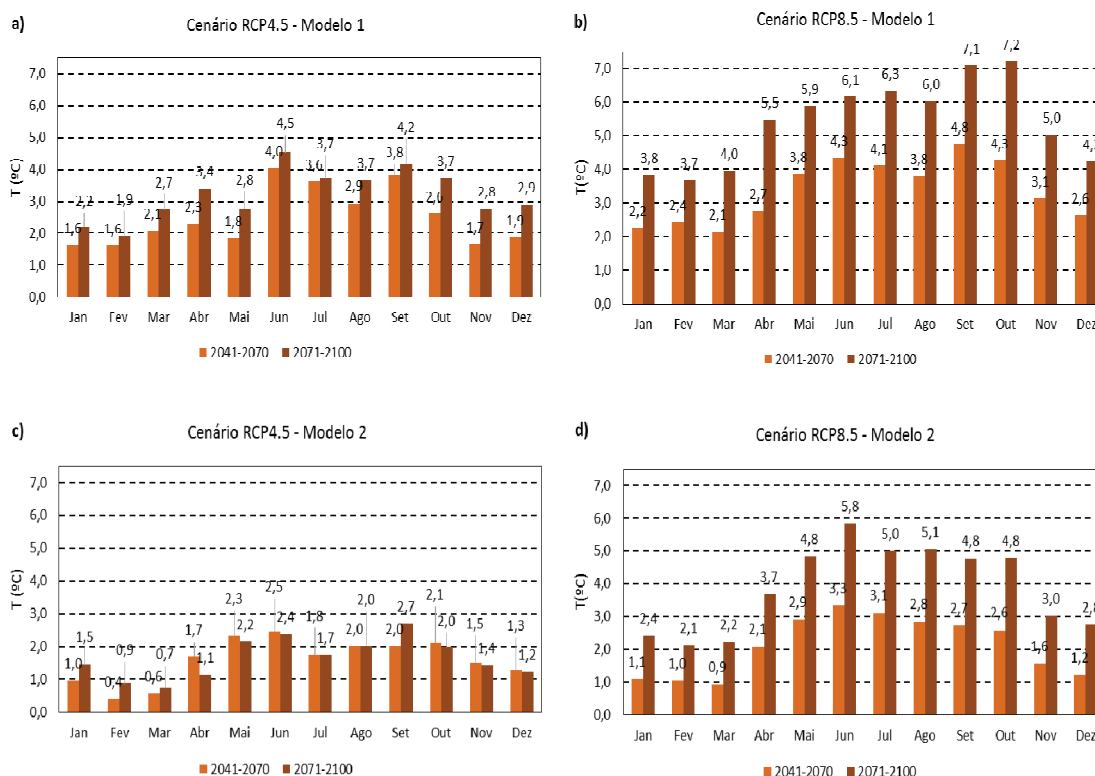 a)
Cenário RCP4.5 - Modelo 1
T (ºC)
7,0
6,0
5,0
4,0
3,0
2,0
1,0
0,0
1,6 2,2 1,6 1,9 2,1 2,7 2,3 3,4 1,8 2,8 4,0 4,5 3,6 3,7 2,9 3,7 3,8 4,2 2,6 3,7 1,7 2,8 1,9 2,9
Jan Fev Mar Abr Mai Jun Jul Ago Set Out Nov Dez
2041-2070 2071-2100
b)
Cenário RCP8.5 - Modelo 1
T(ºC)
7,0
6,0
5,0
4,0
3,0
2,0
1,0
0,0
2,2 3,8 2,4 3,7 2,1 4,0 2,7 5,5 3,8 5,9 4,3 6,1 4,1 6,3 3,8 6,0 4,8 7,1 4,3 7,2 3,1 5,0 2,6
Jan Fev Mar Abr Mai Jun Jul Ago Set Out Nov Dez
2041-2070 2071-2100
c)
Cenário RCP4.5 - Modelo 2
T (ºC)
7,0
6,0
5,0
4,0
3,0
2,0
1,0
0,0
1,0 1,5 0,4 0,9 0,6 0,7 1,7 1,1 2,3 2,2 2,5 2,4 1,8 1,7 2,0 2,0 2,0 2,7 2,1 2,0 1,5 1,4 1,3 1,2
Jan Fev Mar Abr Mai Jun Jul Ago Set Out Nov Dez
2041-2070 2071-2100
d)
Cenário RCP8.5 - Modelo 2
T(ºC)
7,0
6,0
5,0
4,0
3,0
2,0
1,0
0,0
1,1 2,4 1,0 2,1 0,9 2,2 2,1 3,7 2,9 4,8 3,3 5,8 3,1 5,0 2,8 5,1 2,7 4,8 2,6 4,8 1,6 3,0 1,2 2,8
Jan Fev Mar Abr Mai Jun Jul Ago Set Out Nov Dez
2041-2070 2071-2100